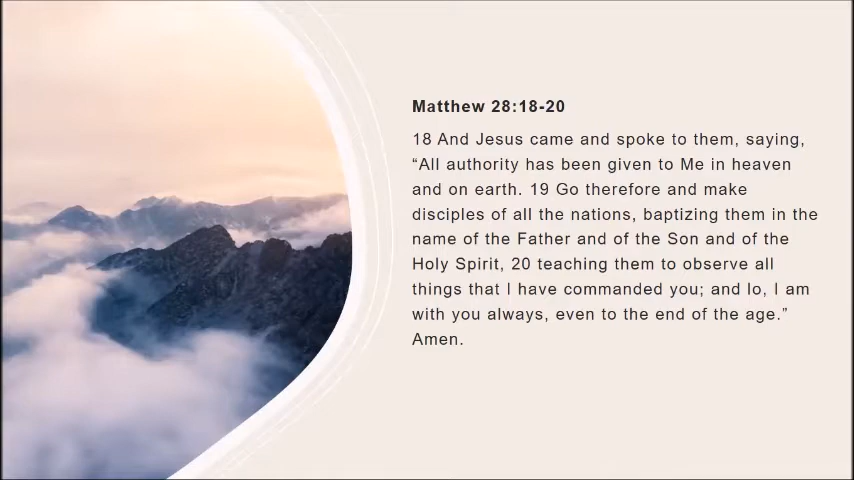 Matthew 28:18-20
18 And Jesus came and spoke to them, saying,
“All authority has been given to Me in heaven
and on earth. 19 Go therefore and make
disciples of all the nations, baptizing them in the
name of the Father and of the Son and of the
Holy Spirit, 20 teaching them to observe all
things that I have commanded you; and lo, I am
with you always, even to the end of the age.”
Amen.